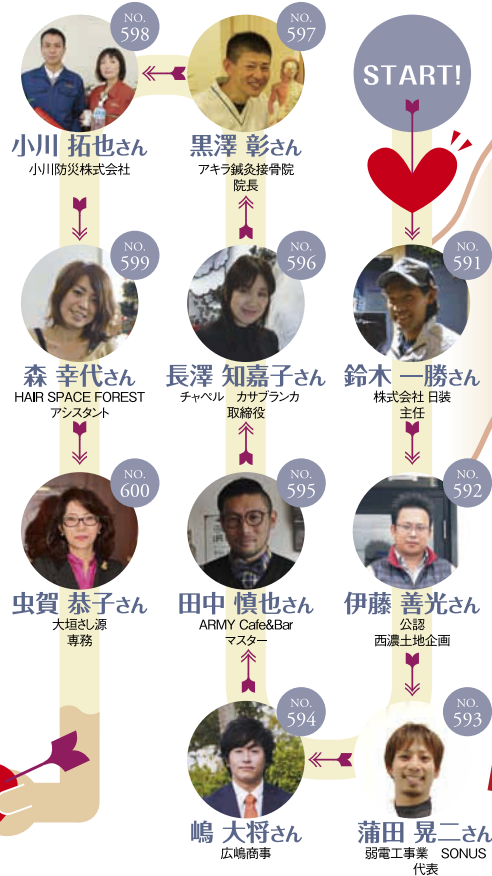 START!
NO. 591
鈴木 一勝さん
株式会社 日装
主任
NO. 592
伊藤 善光さん
公認
西濃土地企画
NO. 593
蒲田 晃二さん
弱電工事業 SONUS
代表
NO. 594
嶋 大将さん
広嶋商事
NO. 595
田中 慎也さん
ARMY Cafe&Bar
マスター
NO. 596
長澤 知嘉子さん
チャペル カサブランカ
取締役
NO. 597
黒澤 彰さん
アキラ鍼灸接骨院
院長
NO. 598
小川 拓也さん
小川防災株式会社
NO. 599
森 幸代さん
HAIR SPACE FOREST
アシスタント
NO. 600
虫賀 恭子さん
大垣さし源
専務